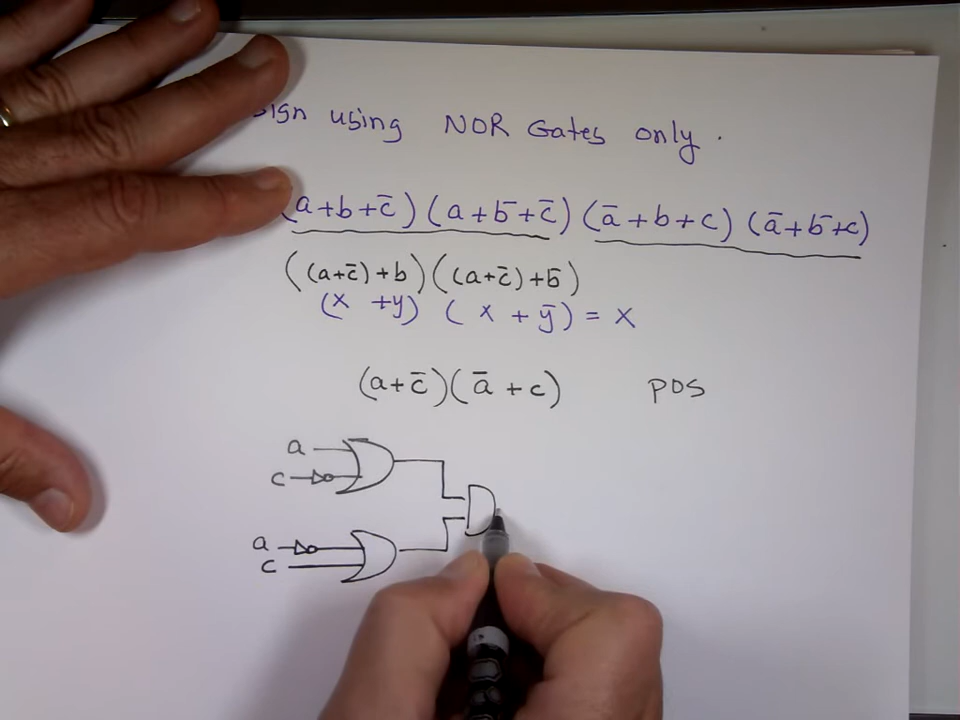 sign using NOR Gates only.
(a+b+c̄)(a+b̄+c̄)(ā+b+c)(ā+b̄+c)
((a+c̄)+b)((a+c̄)+b̄)
(x +y) (x + ȳ) = x
(a+c̄)(ā+c) POS
a
c
a
c